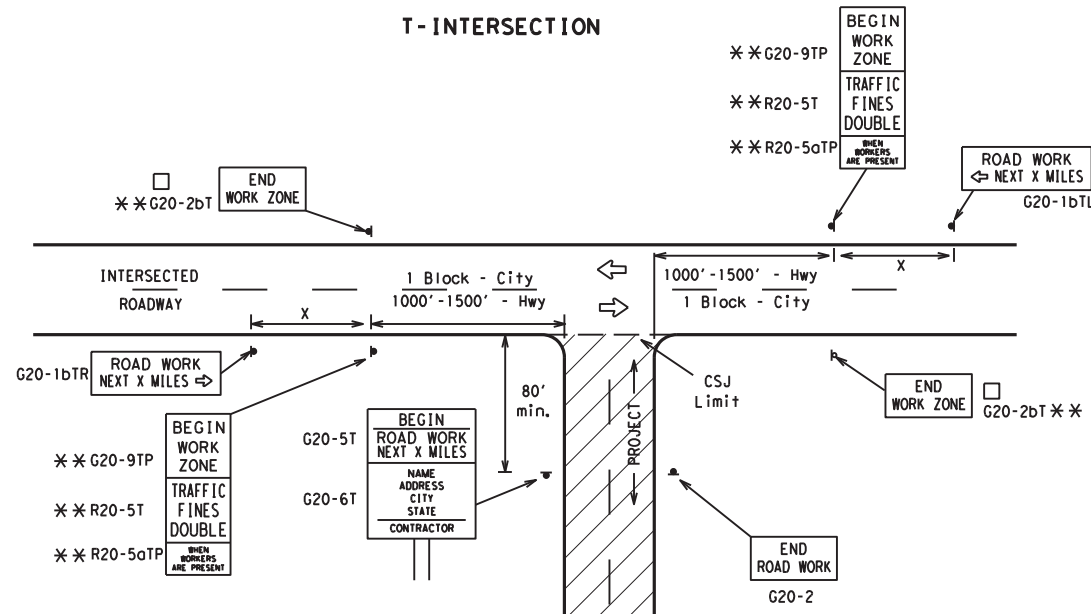 T-INTERSECTION
BEGIN
WORK
ZONE
TRAFFIC
FINES
DOUBLE
WHEN
WORKERS
ARE PRESENT
* * G20-9TP
* * R20-5T
* * R20-5aTP
ROAD WORK
⇦ NEXT X MILES
G20-1bTL
END
WORK ZONE
□
* * G20-2bT
INTERSECTED
ROADWAY
1 Block - City
1000'-1500' - Hwy
X
1000'-1500' - Hwy
1 Block - City
X
G20-1bTR
ROAD WORK
NEXT X MILES ⇨
80'
min.
CSJ
Limit
PROJECT
END
WORK ZONE
□
G20-2bT * *
BEGIN
WORK
ZONE
TRAFFIC
FINES
DOUBLE
WHEN
WORKERS
ARE PRESENT
* * G20-9TP
* * R20-5T
* * R20-5aTP
G20-5T
BEGIN
ROAD WORK
NEXT X MILES
G20-6T
NAME
ADDRESS
CITY
STATE
CONTRACTOR
END
ROAD WORK
G20-2